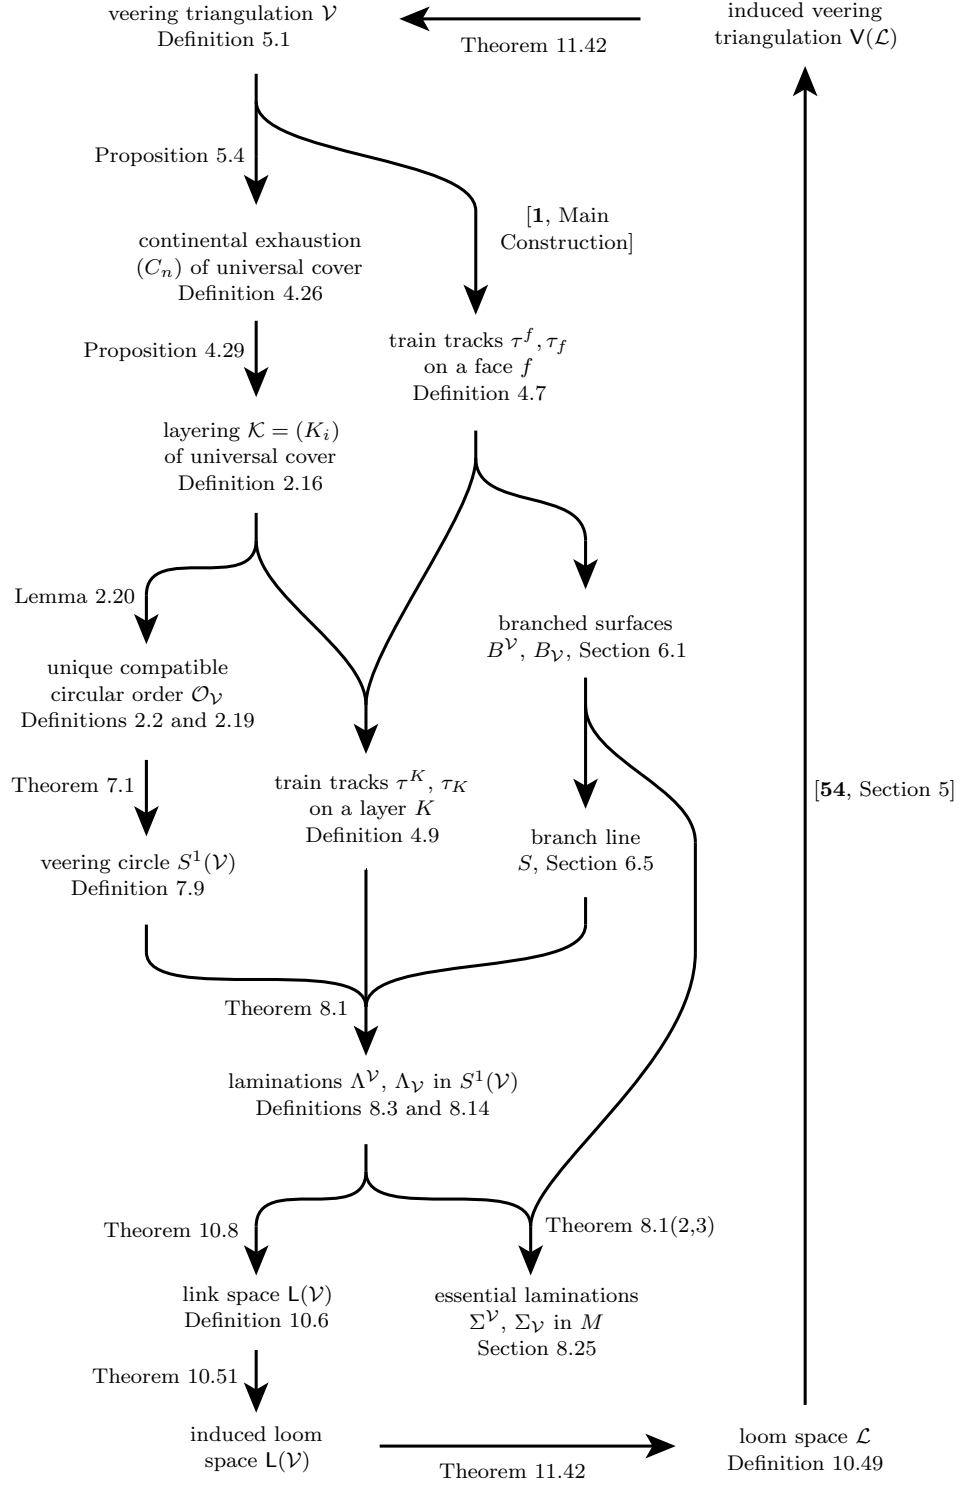 veering triangulation 𝒱
Definition 5.1
induced veering
triangulation V(ℒ)
Theorem 11.42
Proposition 5.4
[1, Main
Construction]
continental exhaustion
(Cₙ) of universal cover
Definition 4.26
Proposition 4.29
train tracks τ^f, τ_f
on a face f
Definition 4.7
layering 𝒦 = (K_i)
of universal cover
Definition 2.16
Lemma 2.20
branched surfaces
B^𝒱, B_𝒱, Section 6.1
unique compatible
circular order 𝒪_𝒱
Definitions 2.2 and 2.19
Theorem 7.1
train tracks τ^K, τ_K
on a layer K
Definition 4.9
[54, Section 5]
branch line
S, Section 6.5
veering circle S¹(𝒱)
Definition 7.9
Theorem 8.1
laminations Λ^𝒱, Λ_𝒱 in S¹(𝒱)
Definitions 8.3 and 8.14
Theorem 10.8
Theorem 8.1(2,3)
link space L(𝒱)
Definition 10.6
essential laminations
Σ^𝒱, Σ_𝒱 in M
Section 8.25
Theorem 10.51
induced loom
space L(𝒱)
Theorem 11.42
loom space ℒ
Definition 10.49